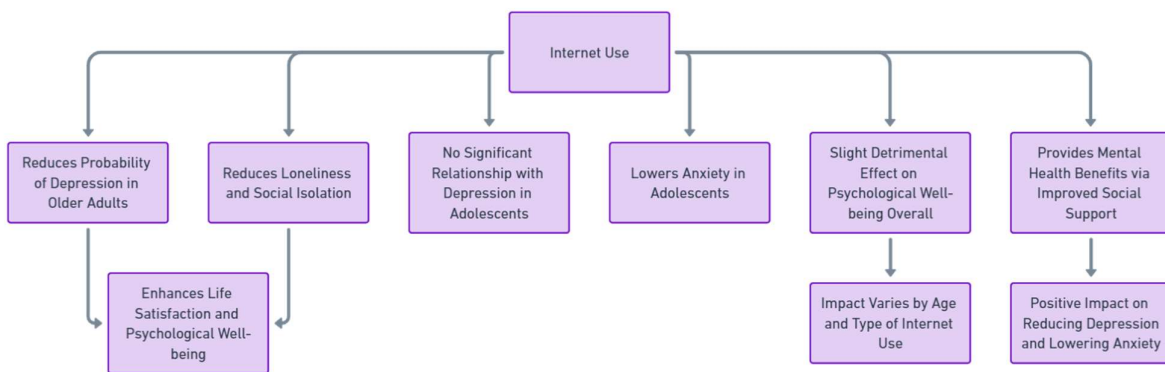 Internet Use
Reduces Probability
of Depression in
Older Adults
Reduces Loneliness
and Social Isolation
No Significant
Relationship with
Depression in
Adolescents
Lowers Anxiety in
Adolescents
Slight Detrimental
Effect on
Psychological Well-
being Overall
Provides Mental
Health Benefits via
Improved Social
Support
Enhances Life
Satisfaction and
Psychological Well-
being
Impact Varies by Age
and Type of Internet
Use
Positive Impact on
Reducing Depression
and Lowering Anxiety